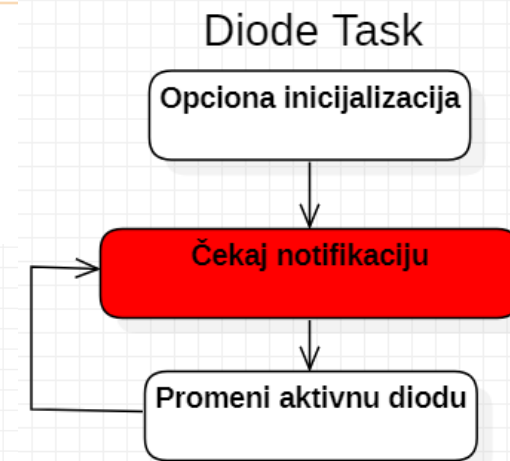 Diode Task
Opciona inicijalizacija
Čekaj notifikaciju
Promeni aktivnu diodu